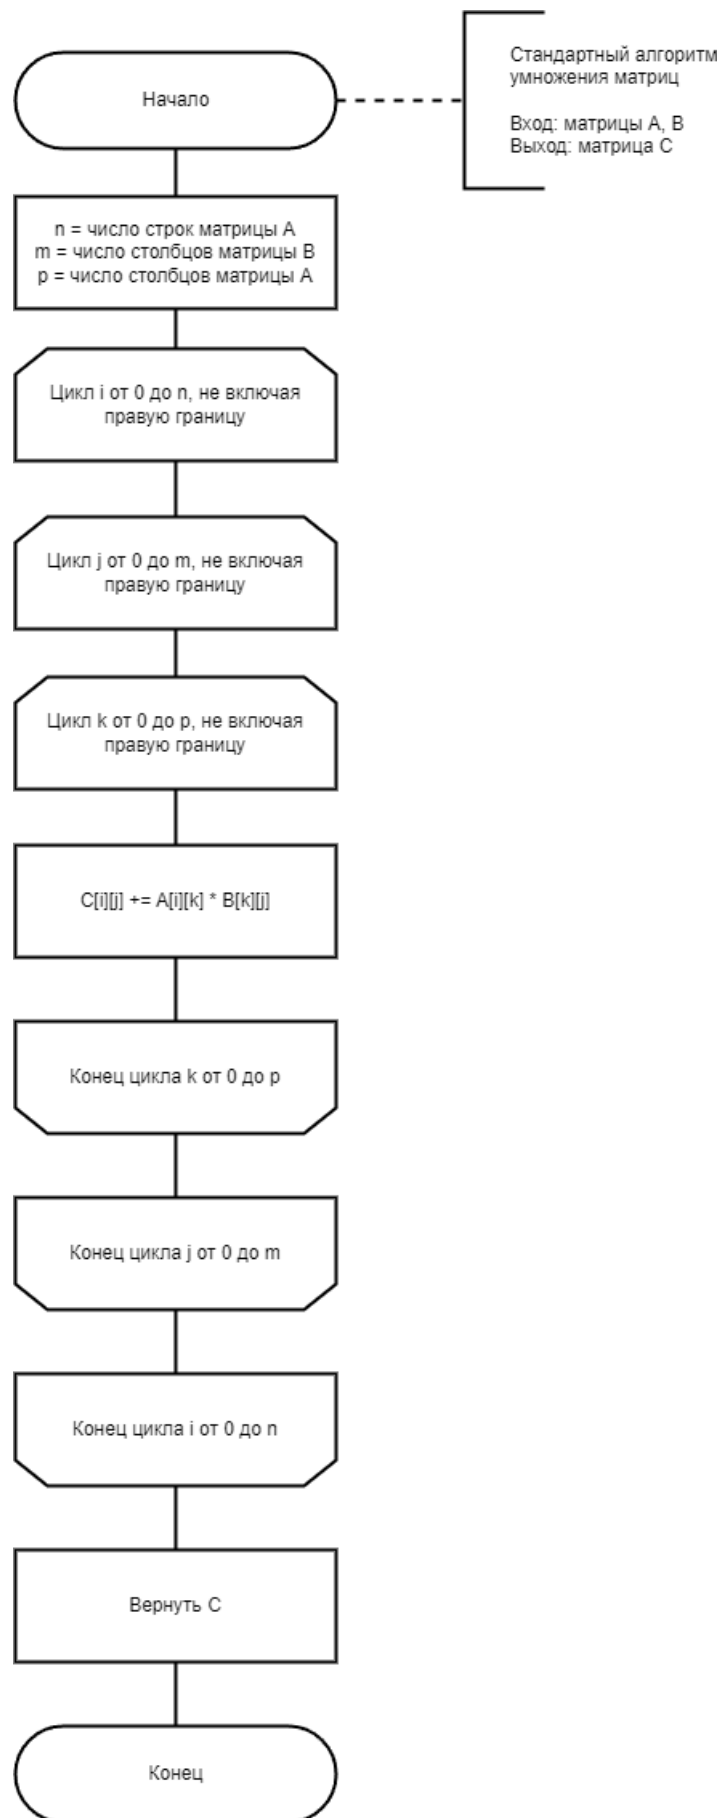 Начало
Стандартный алгоритм
умножения матриц
Вход: матрицы A, B
Выход: матрица C
n = число строк матрицы A
m = число столбцов матрицы B
p = число столбцов матрицы A
Цикл i от 0 до n, не включая
правую границу
Цикл j от 0 до m, не включая
правую границу
Цикл k от 0 до p, не включая
правую границу
C[i][j] += A[i][k] * B[k][j]
Конец цикла k от 0 до p
Конец цикла j от 0 до m
Конец цикла i от 0 до n
Вернуть C
Конец